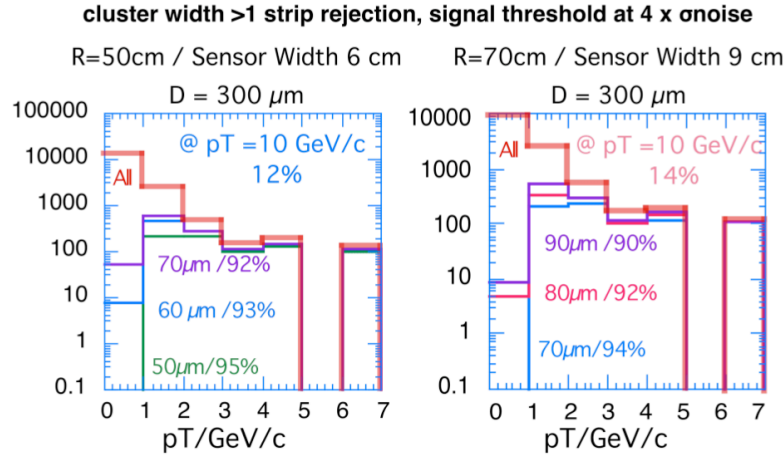 cluster width >1 strip rejection, signal threshold at 4 x σnoise
R=50cm / Sensor Width 6 cm
D = 300 µm
100000
10000
1000
100
10
1
0.1
@ pT =10 GeV/c
12%
All
70µm/92%
60 µm/93%
50µm/95%
0 1 2 3 4 5 6 7
pT/GeV/c
R=70cm / Sensor Width 9 cm
D = 300 µm
10000
1000
100
10
1
0.1
@ pT =10 GeV/c
14%
All
90µm/90%
80µm/92%
70µm/94%
0 1 2 3 4 5 6 7
pT/GeV/c